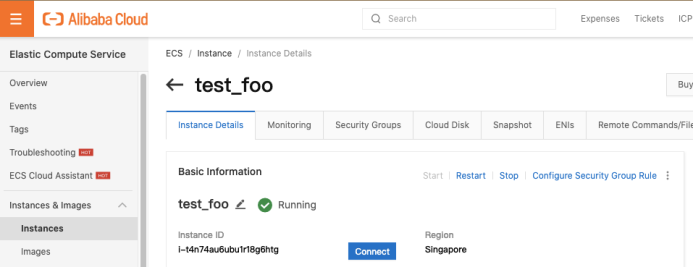 Alibaba Cloud
Search
Expenses Tickets ICP
Elastic Compute Service
ECS / Instance / Instance Details
Overview
← test_foo
Buy
Events
Tags
Troubleshooting HOT
ECS Cloud Assistant HOT
Instances & Images
Instances
Images
Instance Details Monitoring Security Groups Cloud Disk Snapshot ENIs Remote Commands/File
Basic Information
Start Restart Stop Configure Security Group Rule
test_foo Running
Instance ID
i-t4n74au6ubu1r18g6htg
Connect
Region
Singapore